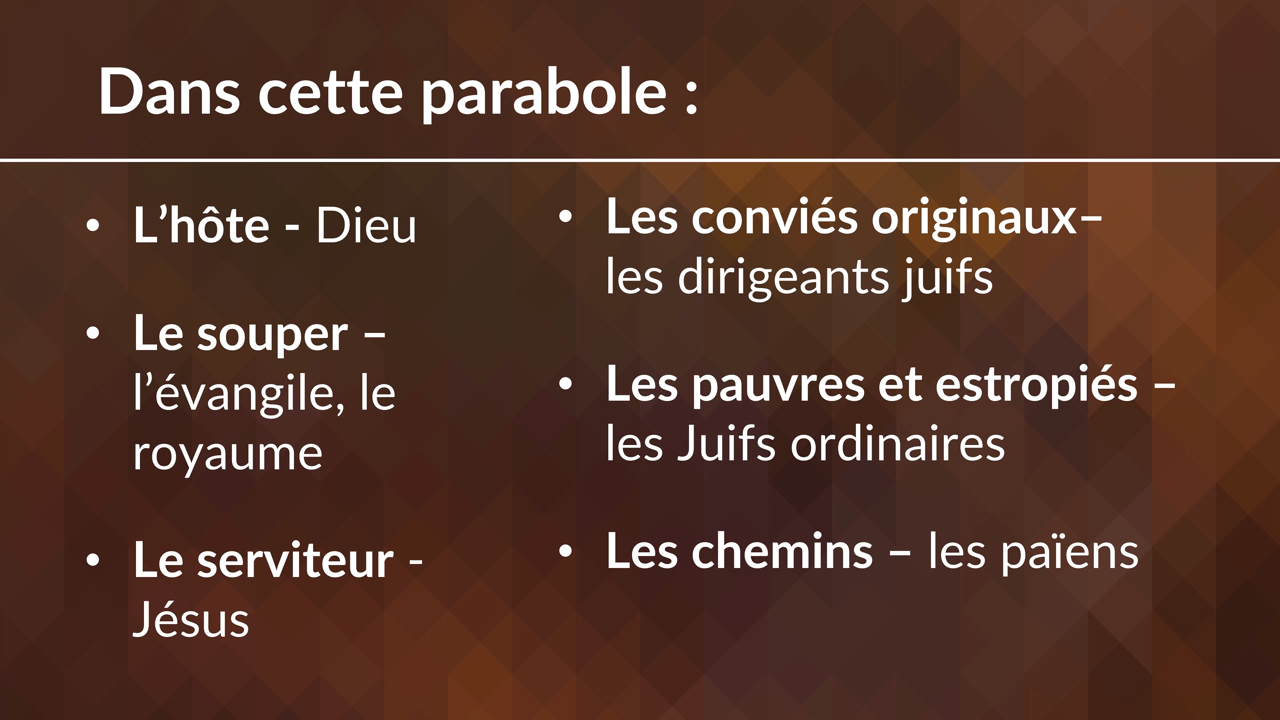 Dans cette parabole :
• L’hôte - Dieu
• Le souper –
l’évangile, le
royaume
• Le serviteur -
Jésus
• Les conviés originaux–
les dirigeants juifs
• Les pauvres et estropiés –
les Juifs ordinaires
• Les chemins – les païens